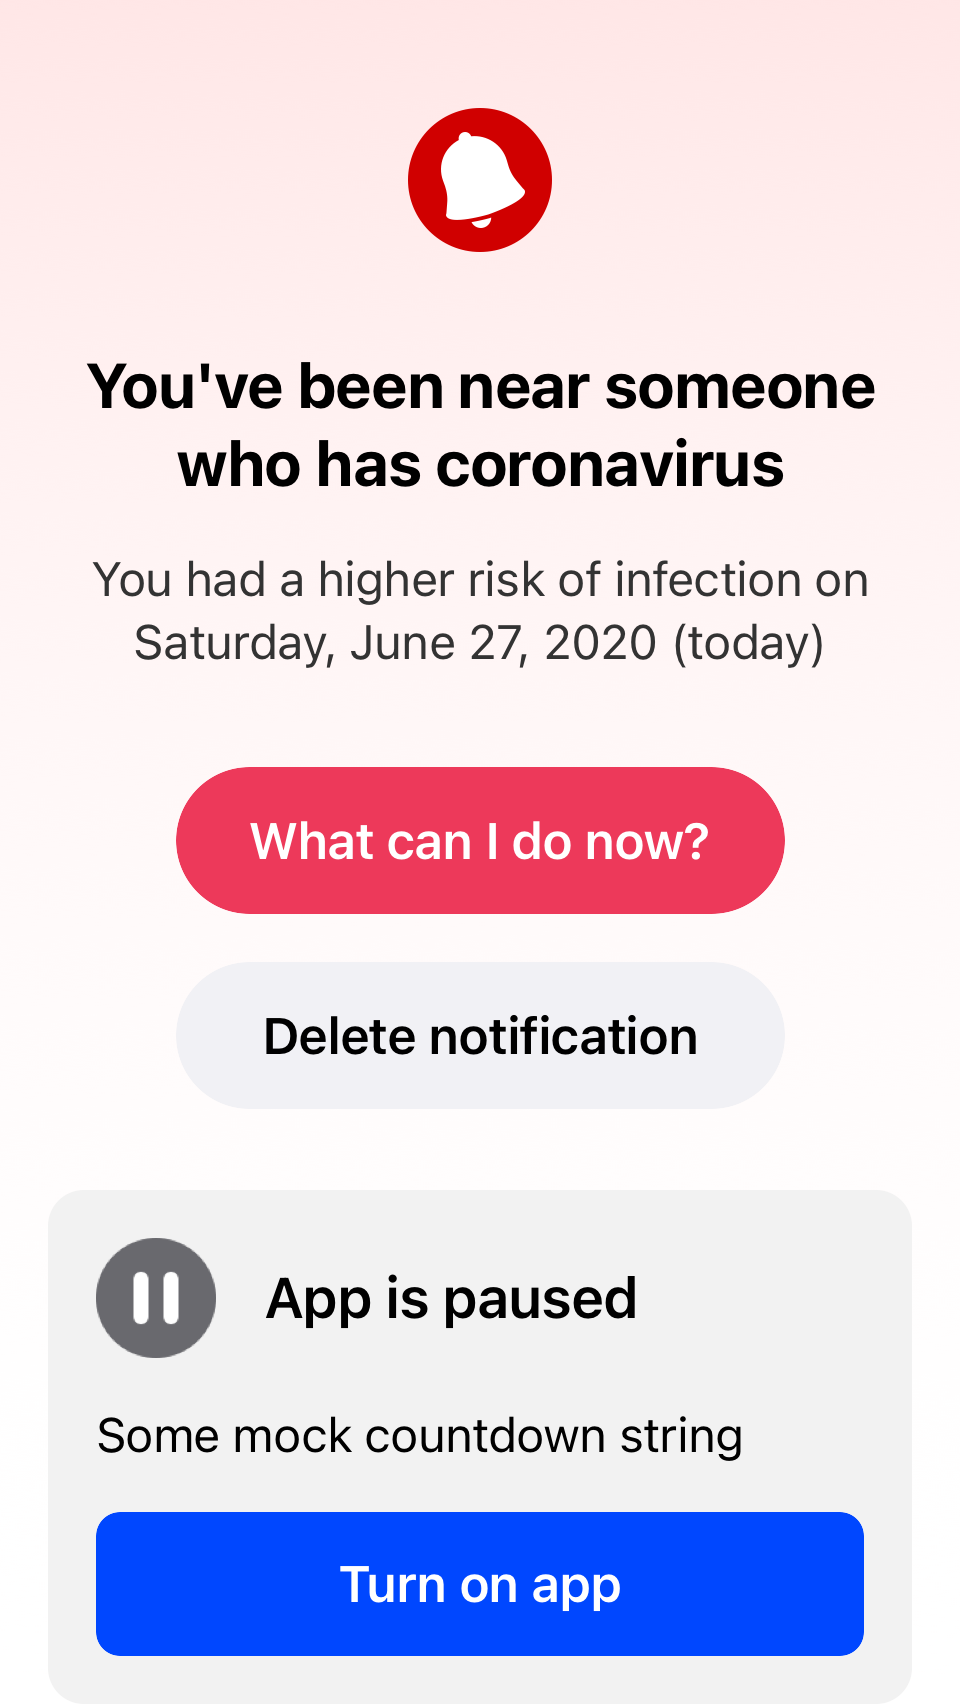 You've been near someone
who has coronavirus
You had a higher risk of infection on
Saturday, June 27, 2020 (today)
What can I do now?
Delete notification
App is paused
Some mock countdown string
Turn on app